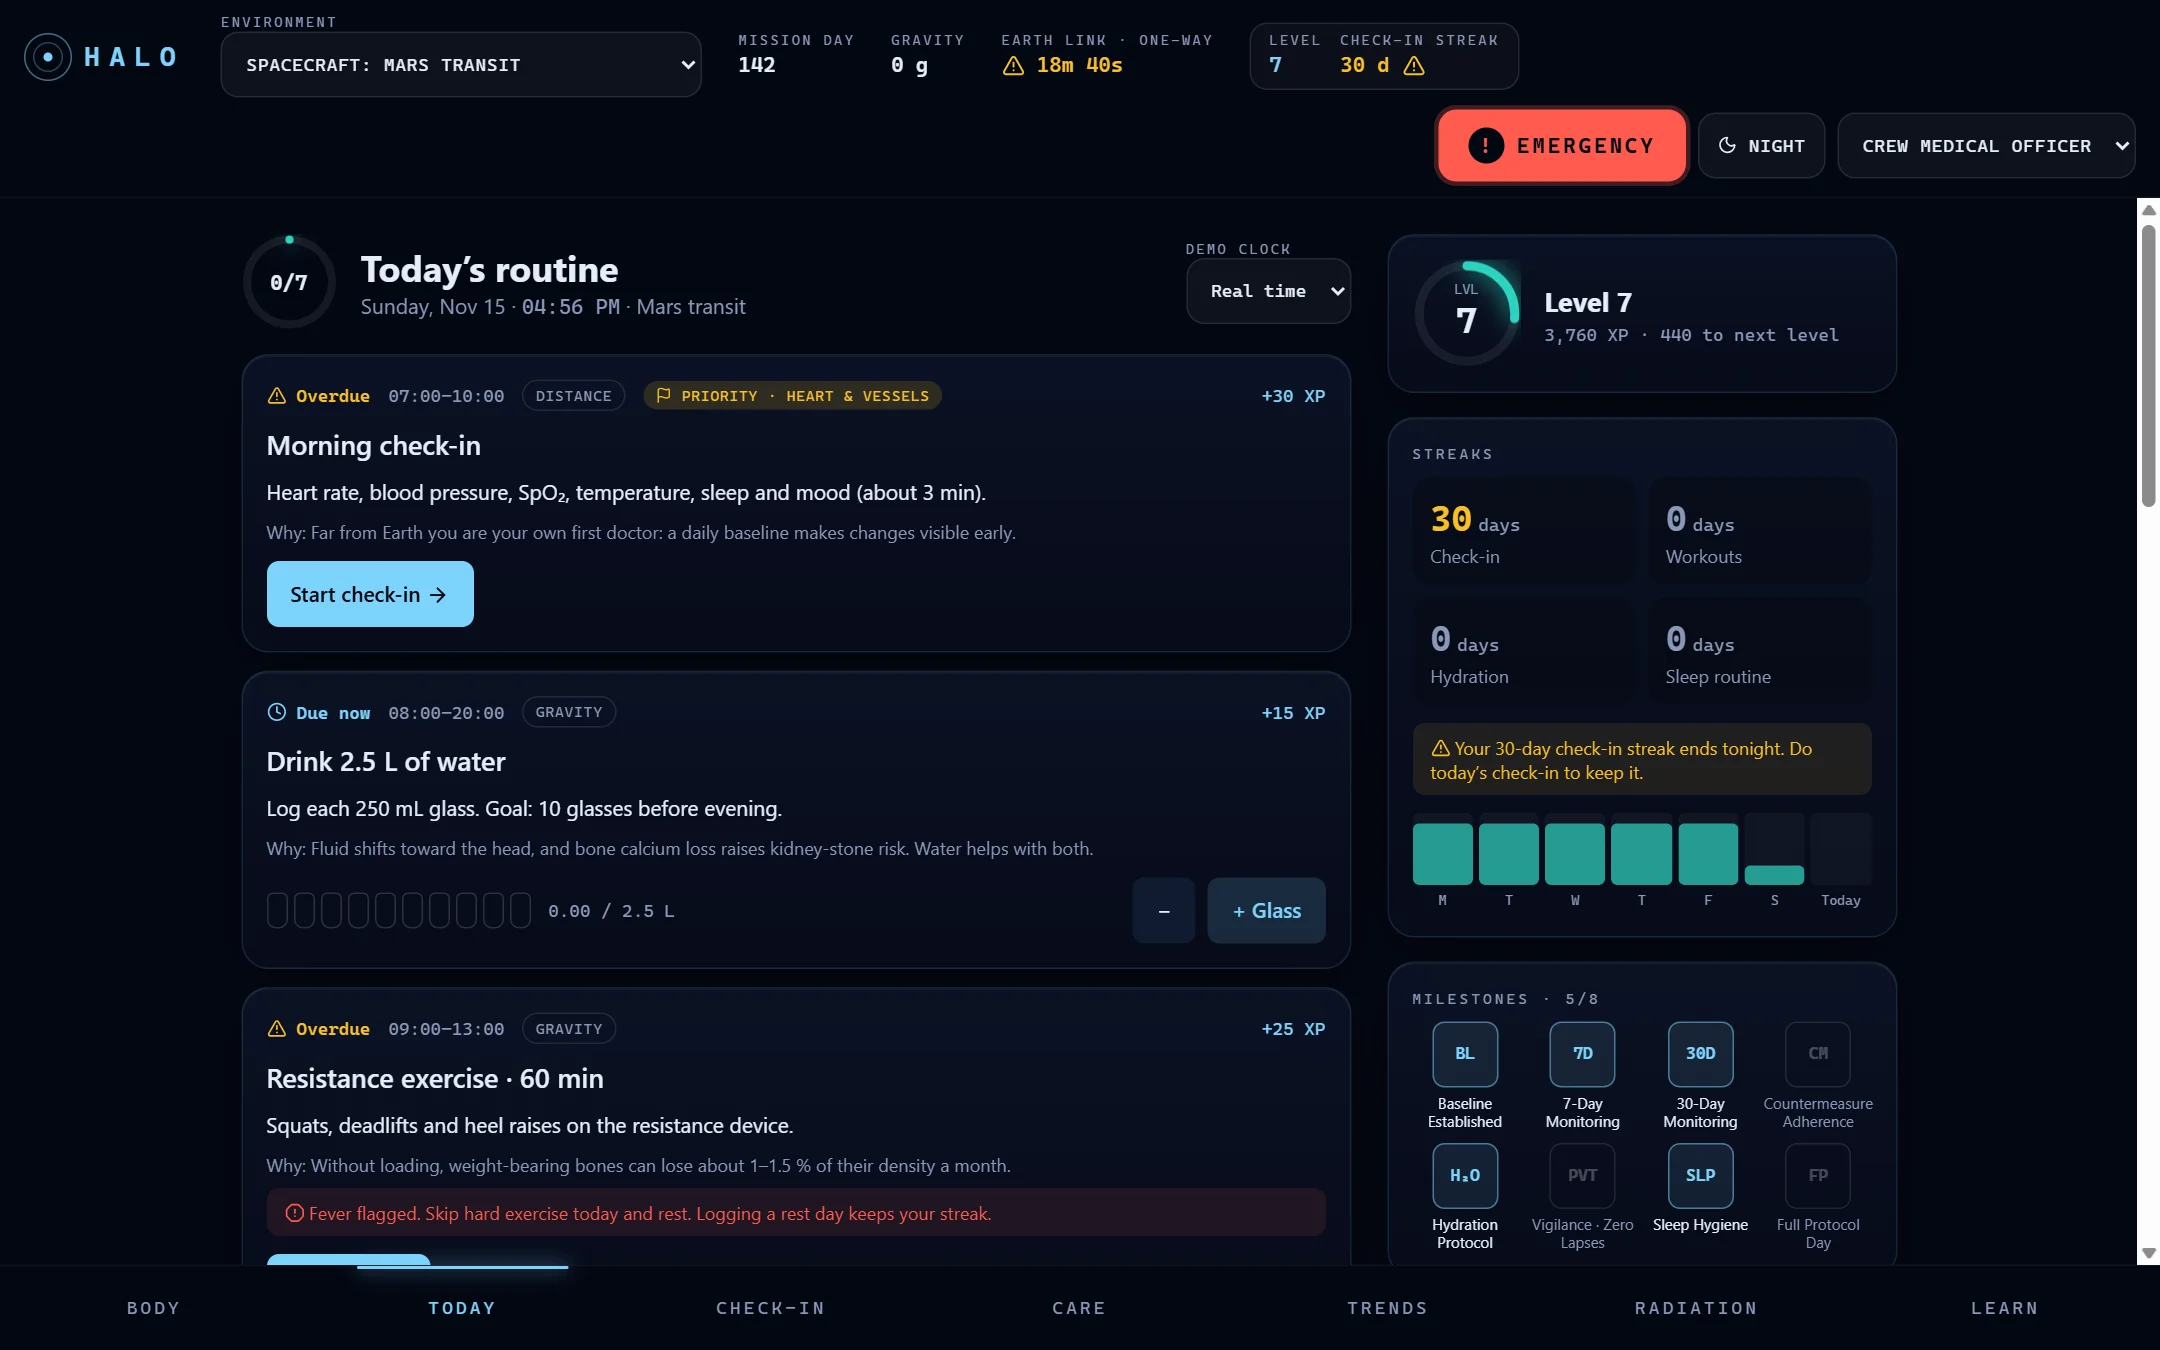 HALO
ENVIRONMENT
SPACECRAFT: MARS TRANSIT
MISSION DAY
142
GRAVITY
0 g
EARTH LINK · ONE-WAY
18m 40s
LEVEL
7
CHECK-IN STREAK
30 d
! EMERGENCY
NIGHT
CREW MEDICAL OFFICER
0/7
Today’s routine
Sunday, Nov 15 · 04:56 PM · Mars transit
DEMO CLOCK
Real time
Overdue 07:00–10:00 DISTANCE PRIORITY · HEART & VESSELS +30 XP
Morning check-in
Heart rate, blood pressure, SpO₂, temperature, sleep and mood (about 3 min).
Why: Far from Earth you are your own first doctor: a daily baseline makes changes visible early.
Start check-in →
Due now 08:00–20:00 GRAVITY +15 XP
Drink 2.5 L of water
Log each 250 mL glass. Goal: 10 glasses before evening.
Why: Fluid shifts toward the head, and bone calcium loss raises kidney-stone risk. Water helps with both.
0.00 / 2.5 L
–
+ Glass
Overdue 09:00–13:00 GRAVITY +25 XP
Resistance exercise · 60 min
Squats, deadlifts and heel raises on the resistance device.
Why: Without loading, weight-bearing bones can lose about 1–1.5 % of their density a month.
Fever flagged. Skip hard exercise today and rest. Logging a rest day keeps your streak.
LVL
7
Level 7
3,760 XP · 440 to next level
STREAKS
30 days
Check-in
0 days
Workouts
0 days
Hydration
0 days
Sleep routine
Your 30-day check-in streak ends tonight. Do
today’s check-in to keep it.
M T W T F S Today
MILESTONES · 5/8
BL
Baseline
Established
7D
7-Day
Monitoring
30D
30-Day
Monitoring
CM
Countermeasure
Adherence
H₂O
Hydration
Protocol
PVT
Vigilance · Zero
Lapses
SLP
Sleep Hygiene
FP
Full Protocol
Day
BODY
TODAY
CHECK-IN
CARE
TRENDS
RADIATION
LEARN